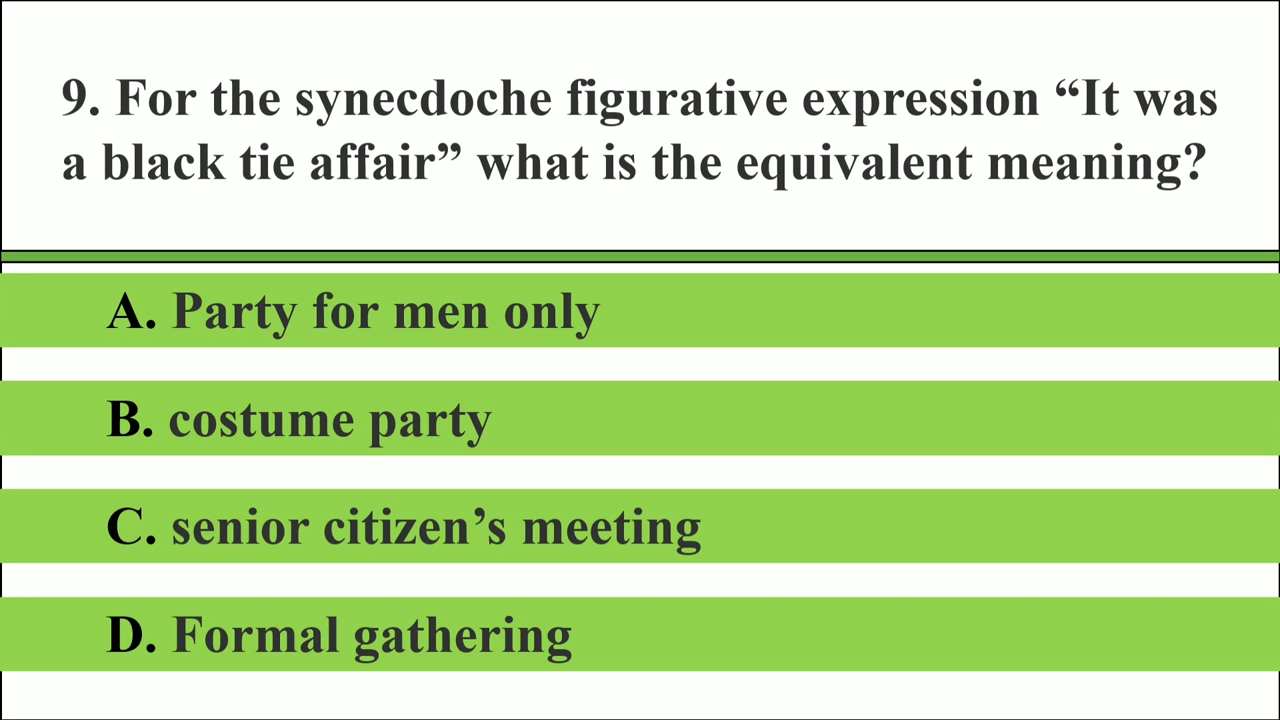 9. For the synecdoche figurative expression “It was
a black tie affair” what is the equivalent meaning?
A. Party for men only
B. costume party
C. senior citizen’s meeting
D. Formal gathering